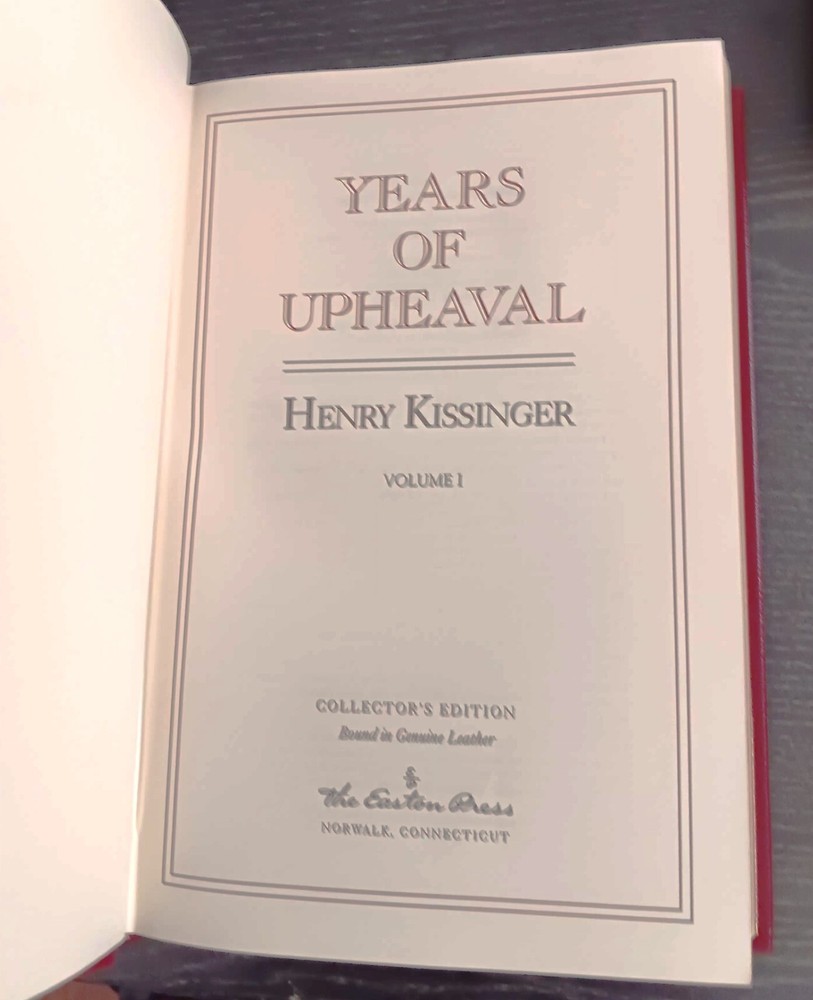 YEARS
OF
UPHEAVAL
HENRY KISSINGER
VOLUME I
COLLECTOR'S EDITION
Bound in Genuine Leather
The Easton Press
NORWALK, CONNECTICUT